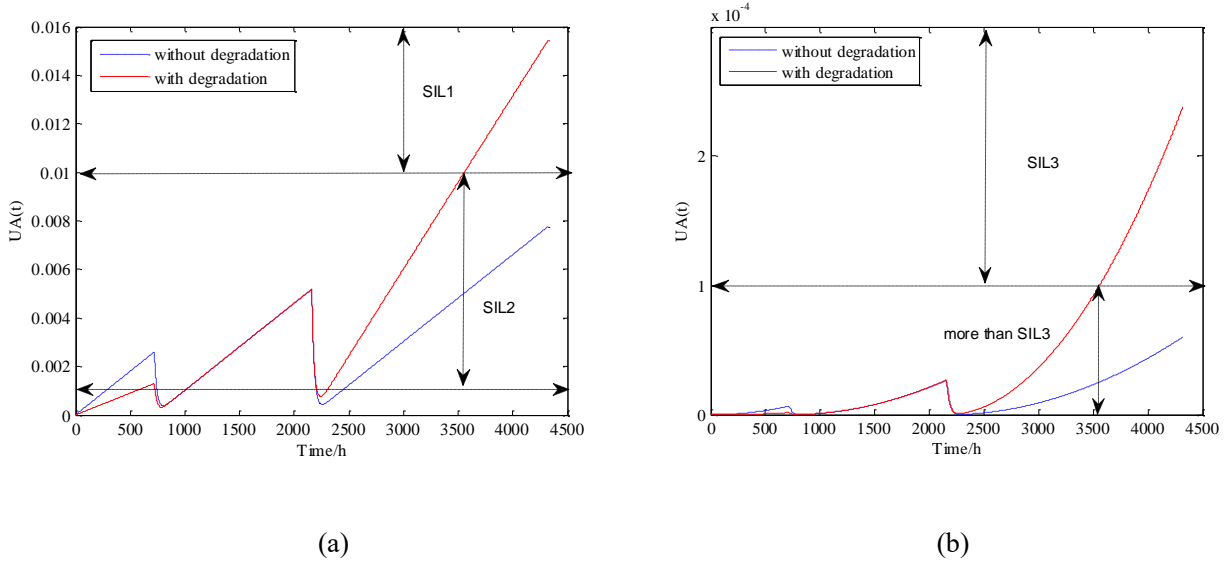 0.016
without degradation
with degradation
0.014
SIL1
0.012
0.01
UA(t)
0.008
0.006
SIL2
0.004
0.002
0
0 500 1000 1500 2000 2500 3000 3500 4000 4500
Time/h
(a)
x 10⁻⁴
without degradation
with degradation
2
SIL3
UA(t)
1
more than SIL3
0
0 500 1000 1500 2000 2500 3000 3500 4000 4500
Time/h
(b)